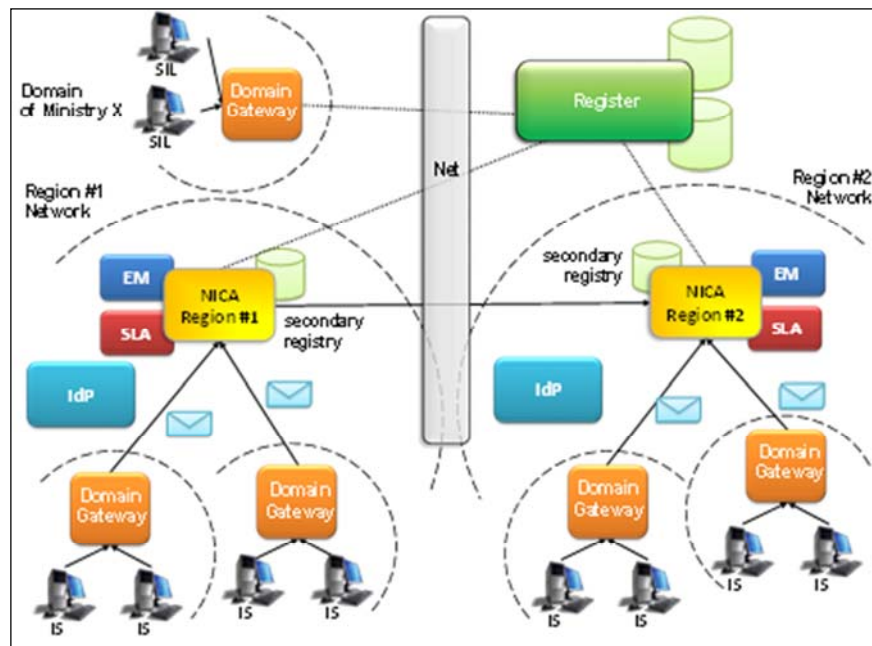 SIL
Domain
of Ministry X
Domain
Gateway
SIL
Register
Net
Region #1
Network
Region #2
Network
EM
NICA
Region #1
SLA
secondary
registry
secondary
registry
NICA
Region #2
EM
SLA
IdP
IdP
Domain
Gateway
Domain
Gateway
Domain
Gateway
Domain
Gateway
IS
IS
IS
IS
IS
IS
IS
IS